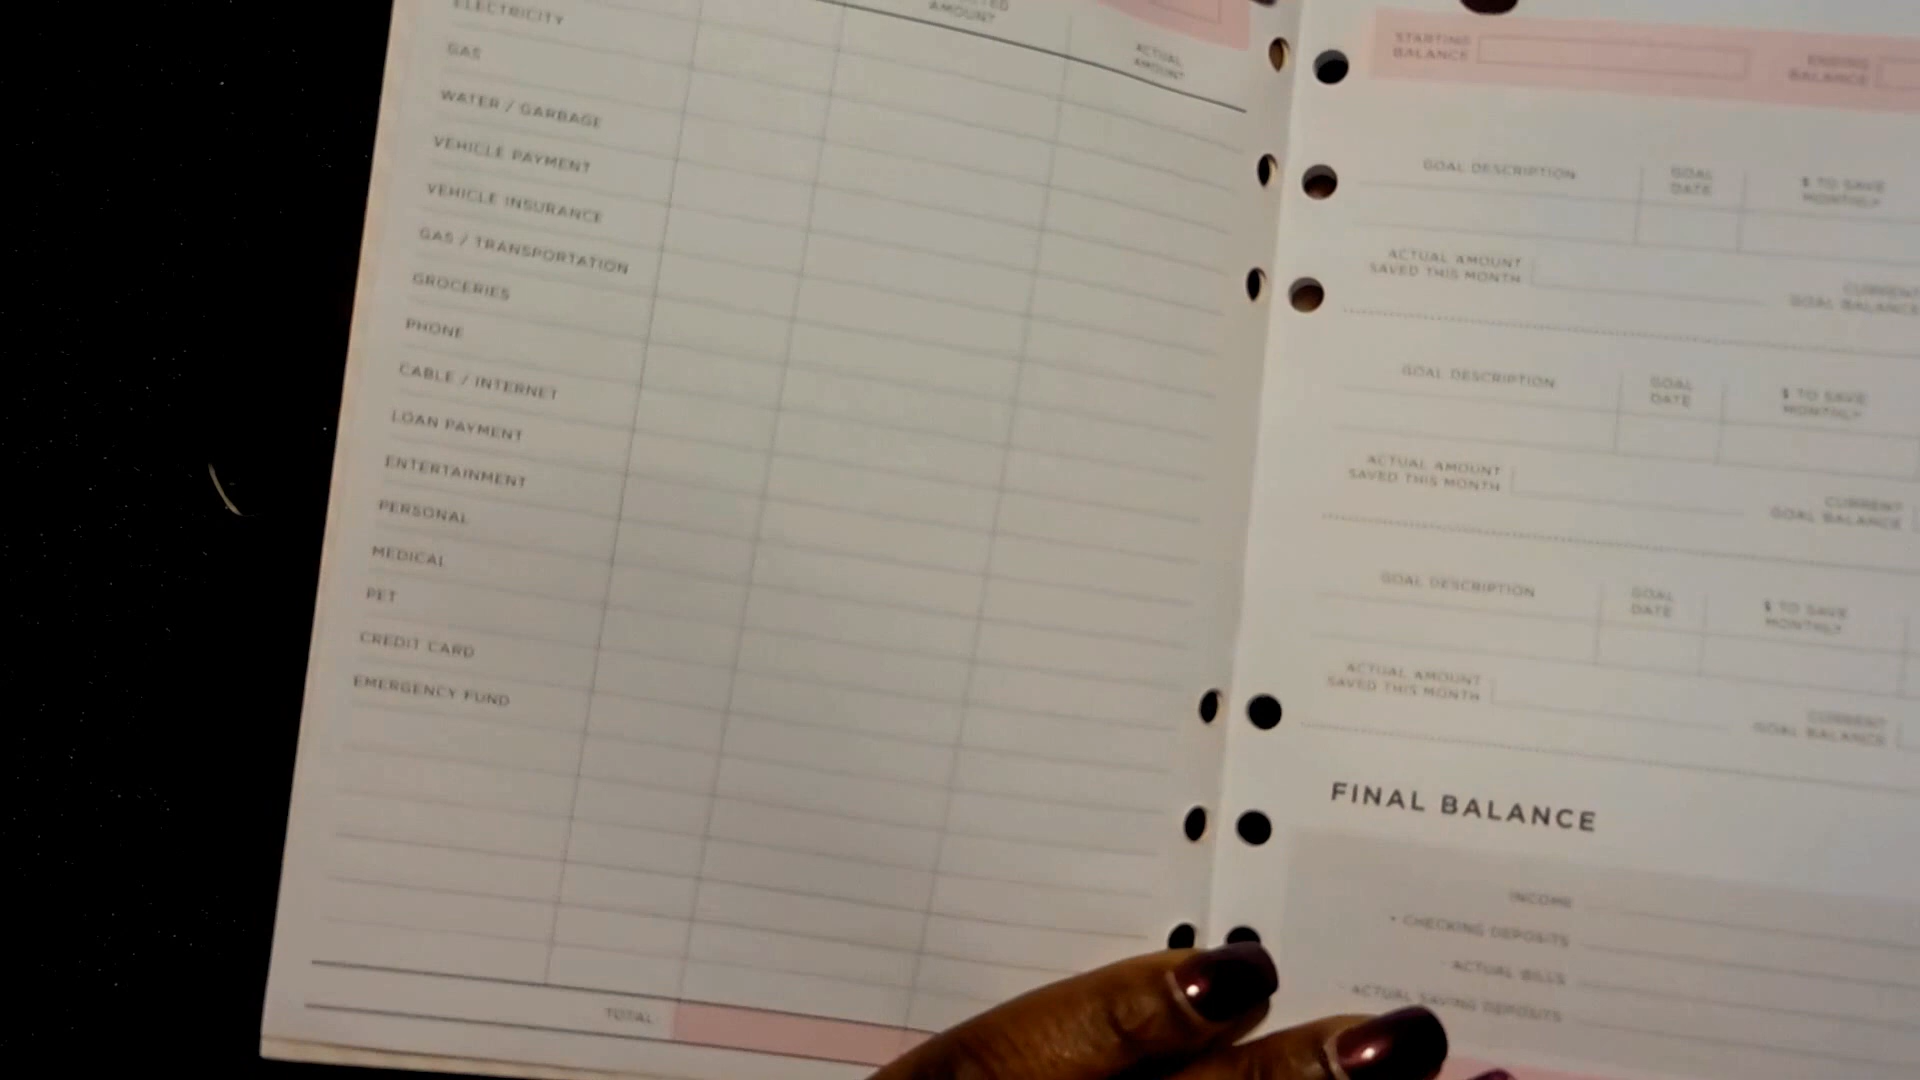 ELECTRICITY
AMOUNT
ACTUAL
AMOUNT
GAS
WATER / GARBAGE
VEHICLE PAYMENT
VEHICLE INSURANCE
GAS / TRANSPORTATION
GROCERIES
PHONE
CABLE / INTERNET
LOAN PAYMENT
ENTERTAINMENT
PERSONAL
MEDICAL
PET
CREDIT CARD
EMERGENCY FUND
TOTAL
STARTING
BALANCE
ENDING
BALANCE
GOAL DESCRIPTION
GOAL
DATE
$ TO SAVE
MONTHLY
ACTUAL AMOUNT
SAVED THIS MONTH
CURRENT
GOAL BALANCE
GOAL DESCRIPTION
GOAL
DATE
$ TO SAVE
MONTHLY
ACTUAL AMOUNT
SAVED THIS MONTH
CURRENT
GOAL BALANCE
GOAL DESCRIPTION
GOAL
DATE
$ TO SAVE
MONTHLY
ACTUAL AMOUNT
SAVED THIS MONTH
CURRENT
GOAL BALANCE
FINAL BALANCE
INCOME
+ CHECKING DEPOSITS
- ACTUAL BILLS
- ACTUAL SAVING DEPOSITS